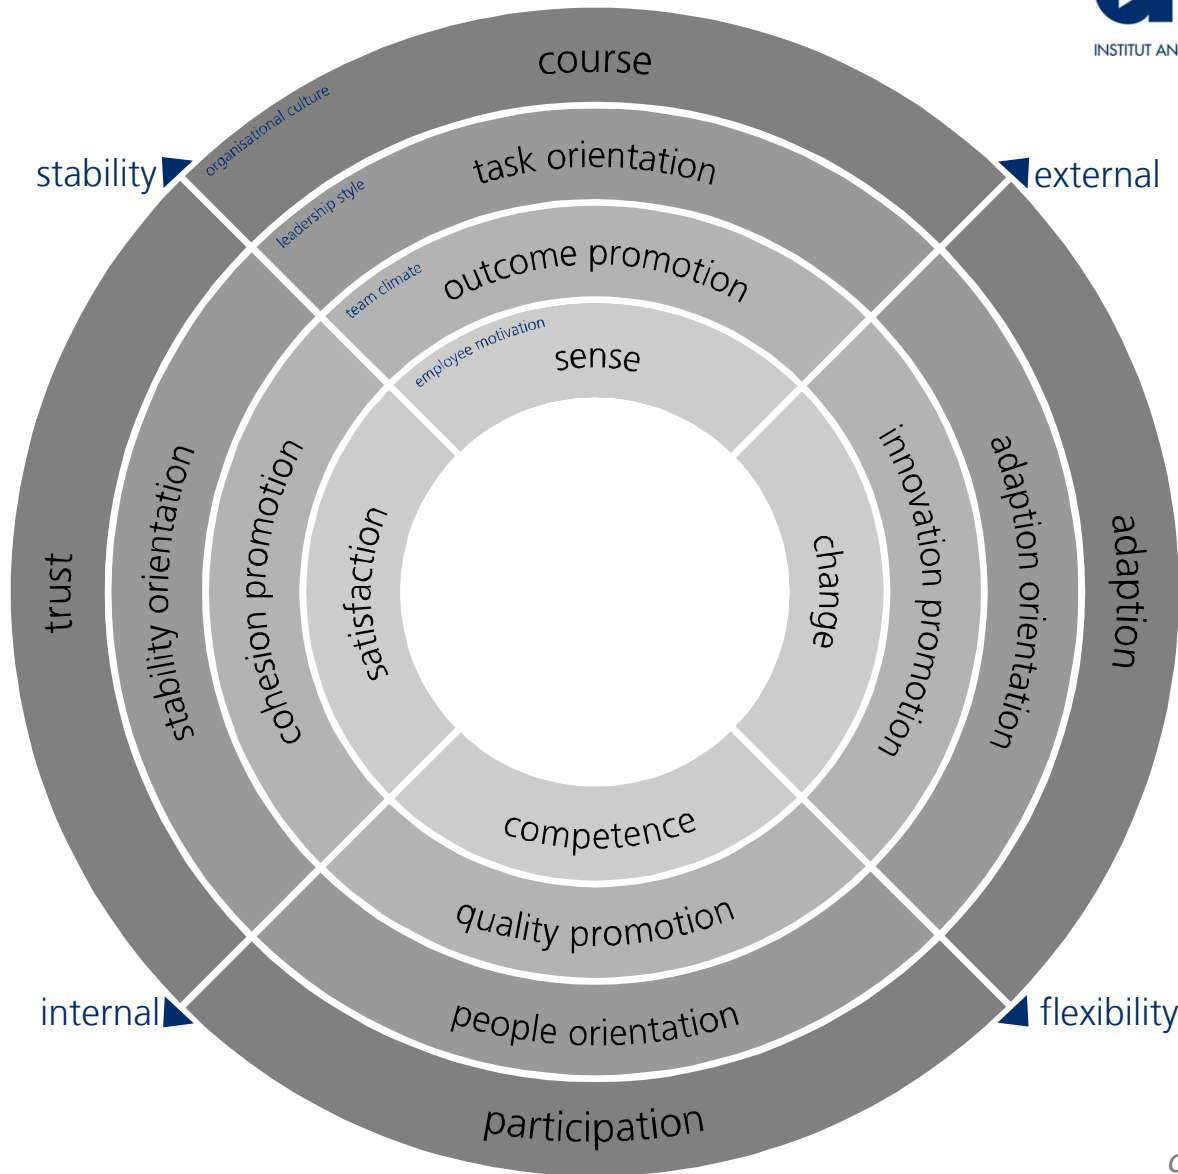 INSTITUT AN
course
organisational culture
stability
external
task orientation
leadership style
outcome promotion
team climate
employee motivation
sense
trust
stability orientation
cohesion promotion
satisfaction
change
innovation promotion
adaption orientation
adaption
competence
quality promotion
people orientation
internal
flexibility
participation